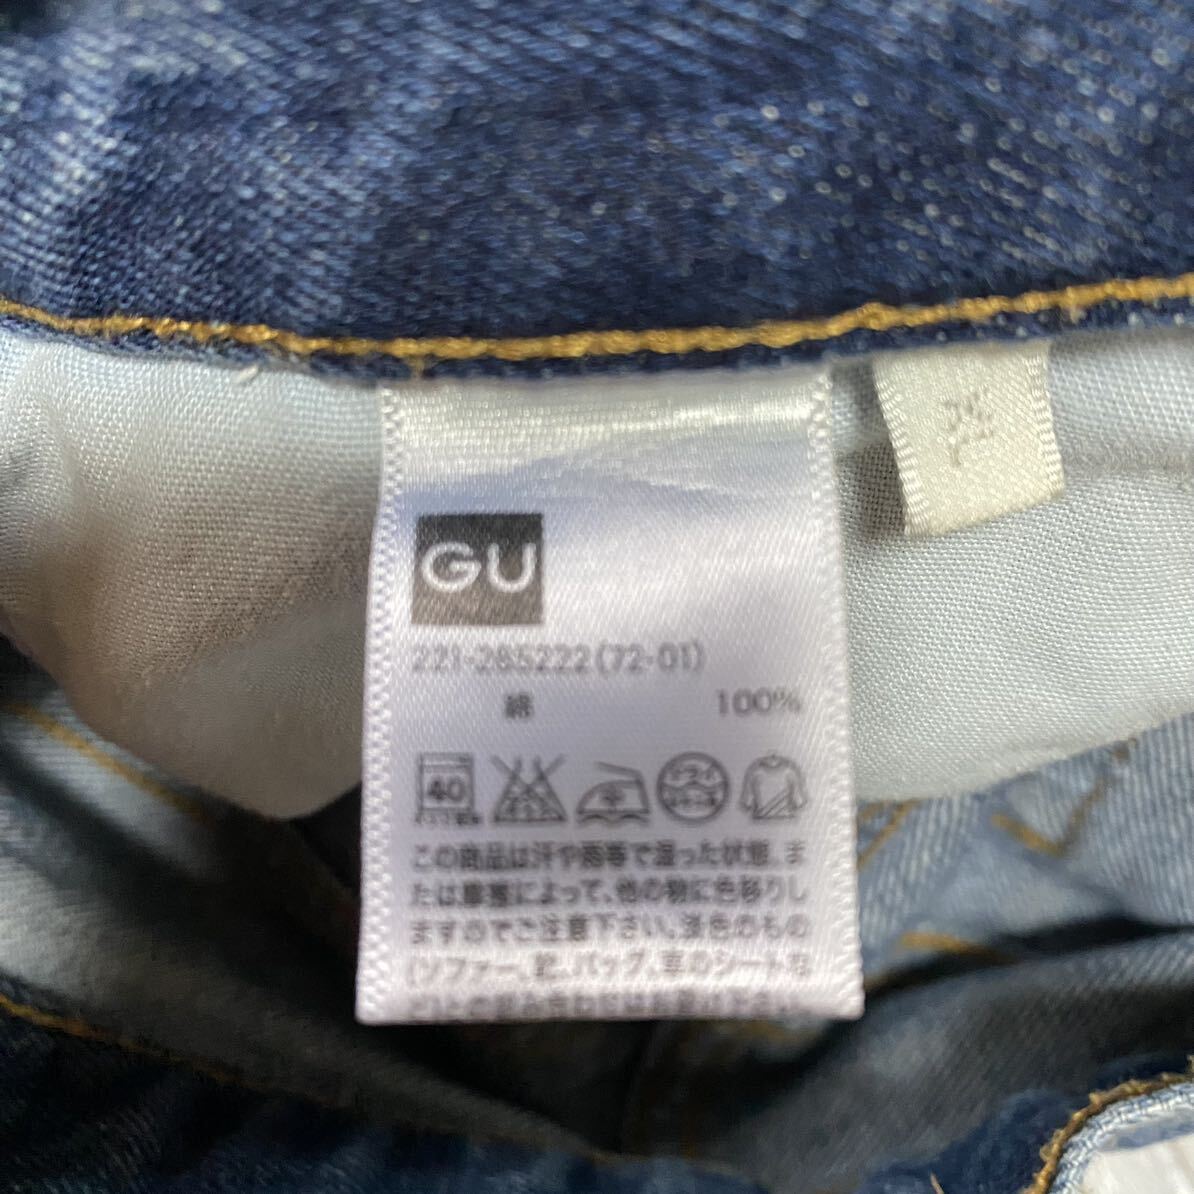 GU
221-285222(72-01)
綿 100%
40
この商品は汗や雨等で湿った状態、ま
たは摩擦によって、他の物に色移りし
ますのでご注意下さい。淡色のもの
(ソファー、靴、バッグ、車のシートな